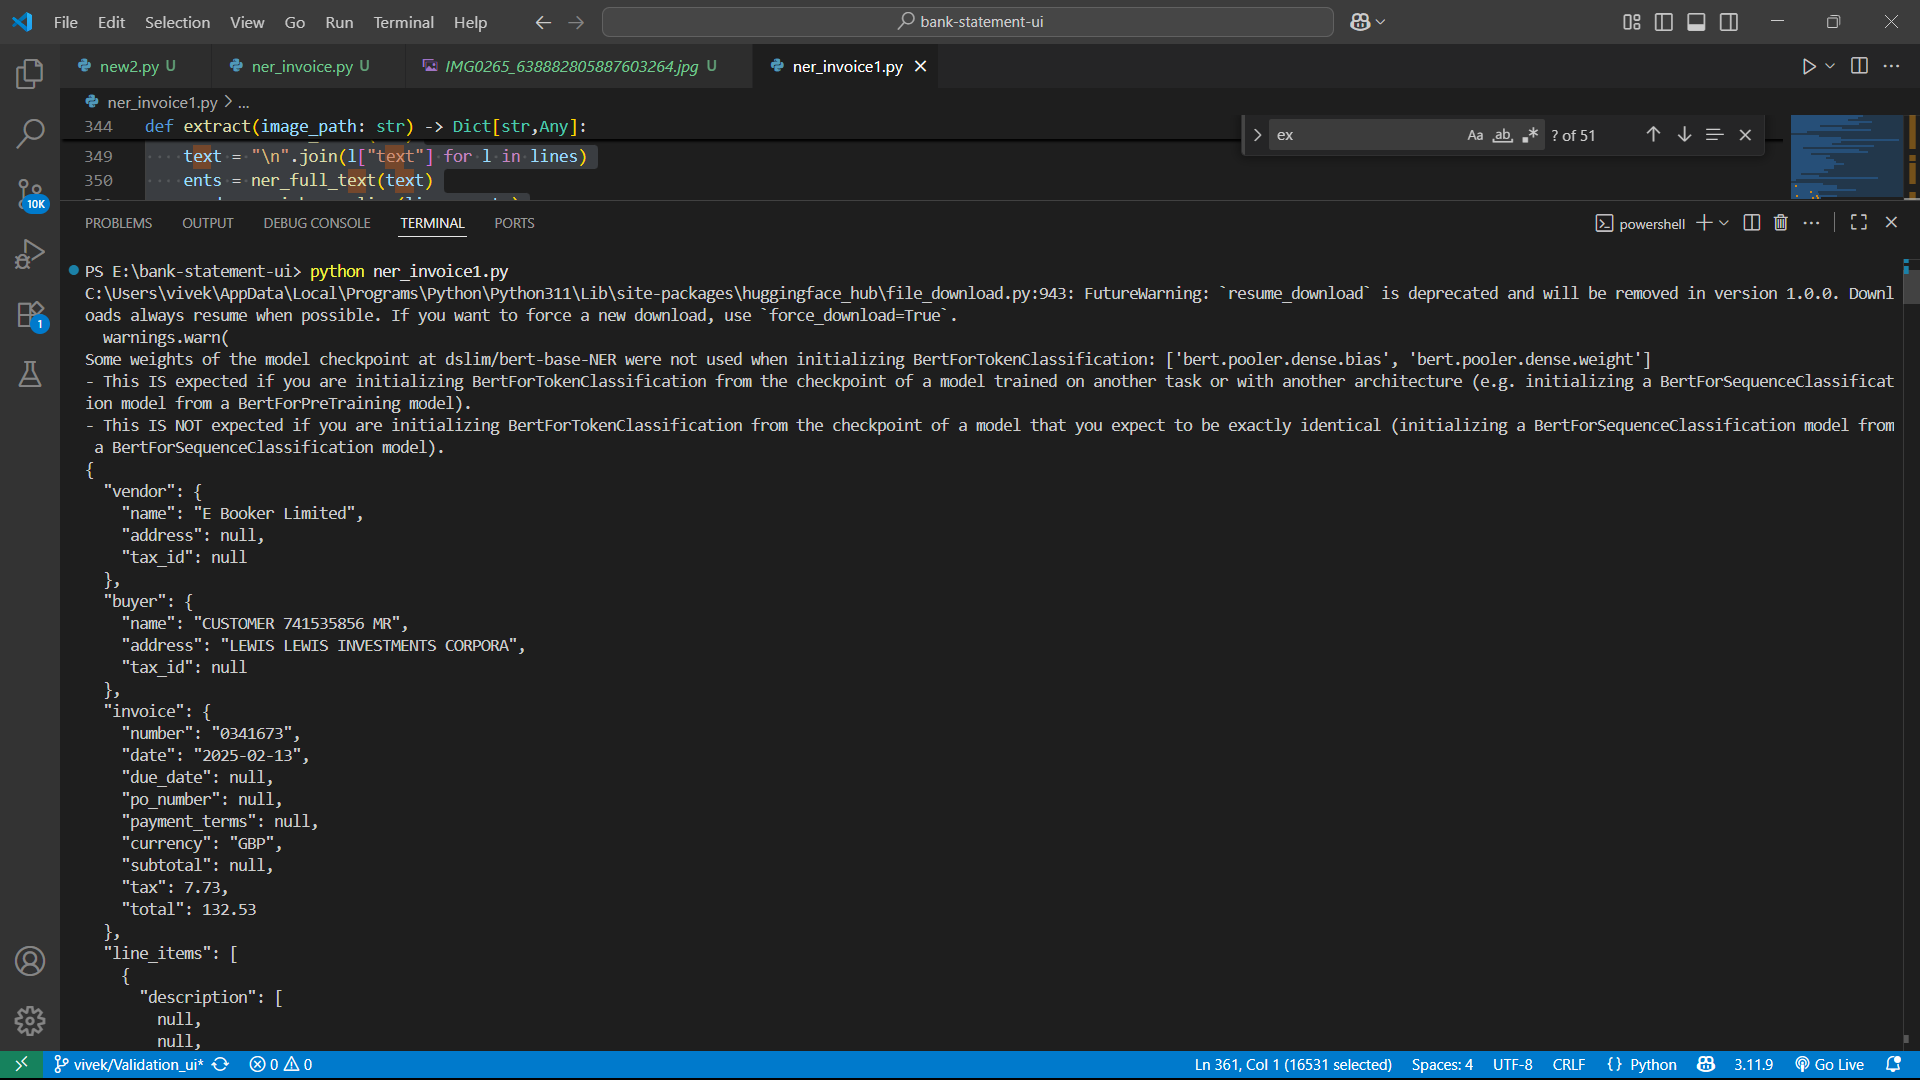 File Edit Selection View Go Run Terminal Help
bank-statement-ui
new2.py U
ner_invoice.py U
IMG0265_638882805887603264.jpg U
ner_invoice1.py
ner_invoice1.py > ...
344 def extract(image_path: str) -> Dict[str,Any]:
349 text = "\n".join(l["text"] for l in lines)
350 ents = ner_full_text(text)
ex
Aa ab
? of 51
PROBLEMS OUTPUT DEBUG CONSOLE TERMINAL PORTS
powershell
PS E:\bank-statement-ui> python ner_invoice1.py
C:\Users\vivek\AppData\Local\Programs\Python\Python311\Lib\site-packages\huggingface_hub\file_download.py:943: FutureWarning: `resume_download` is deprecated and will be removed in version 1.0.0. Downl
oads always resume when possible. If you want to force a new download, use `force_download=True`.
warnings.warn(
Some weights of the model checkpoint at dslim/bert-base-NER were not used when initializing BertForTokenClassification: ['bert.pooler.dense.bias', 'bert.pooler.dense.weight']
- This IS expected if you are initializing BertForTokenClassification from the checkpoint of a model trained on another task or with another architecture (e.g. initializing a BertForSequenceClassificat
ion model from a BertForPreTraining model).
- This IS NOT expected if you are initializing BertForTokenClassification from the checkpoint of a model that you expect to be exactly identical (initializing a BertForSequenceClassification model from
a BertForSequenceClassification model).
{
"vendor": {
"name": "E Booker Limited",
"address": null,
"tax_id": null
},
"buyer": {
"name": "CUSTOMER 741535856 MR",
"address": "LEWIS LEWIS INVESTMENTS CORPORA",
"tax_id": null
},
"invoice": {
"number": "0341673",
"date": "2025-02-13",
"due_date": null,
"po_number": null,
"payment_terms": null,
"currency": "GBP",
"subtotal": null,
"tax": 7.73,
"total": 132.53
},
"line_items": [
{
"description": [
null,
null,
10K
1
vivek/Validation_ui*
0 0
Ln 361, Col 1 (16531 selected)
Spaces: 4
UTF-8
CRLF
{} Python
3.11.9
Go Live